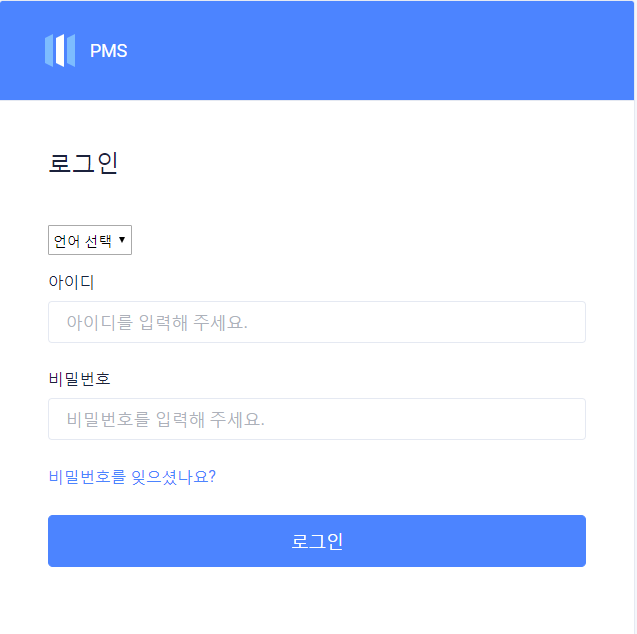 PMS
로그인
언어 선택
아이디
아이디를 입력해 주세요.
비밀번호
비밀번호를 입력해 주세요.
비밀번호를 잊으셨나요?
로그인